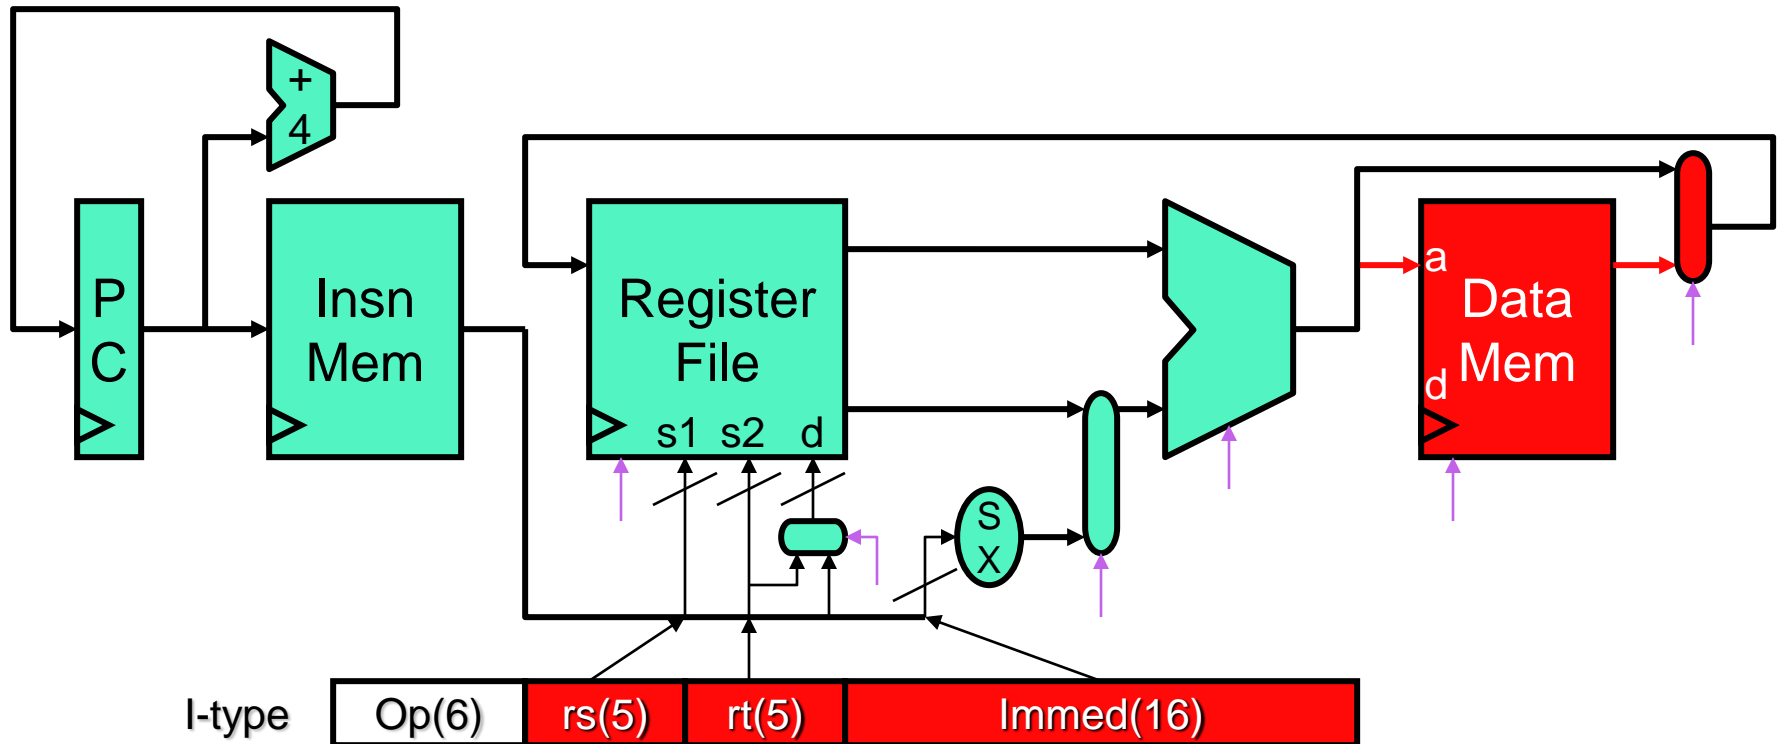 +
4
P
C
Insn
Mem
Register
File
s1 s2 d
S
X
a
d
Data
Mem
I-type Op(6) rs(5) rt(5) Immed(16)